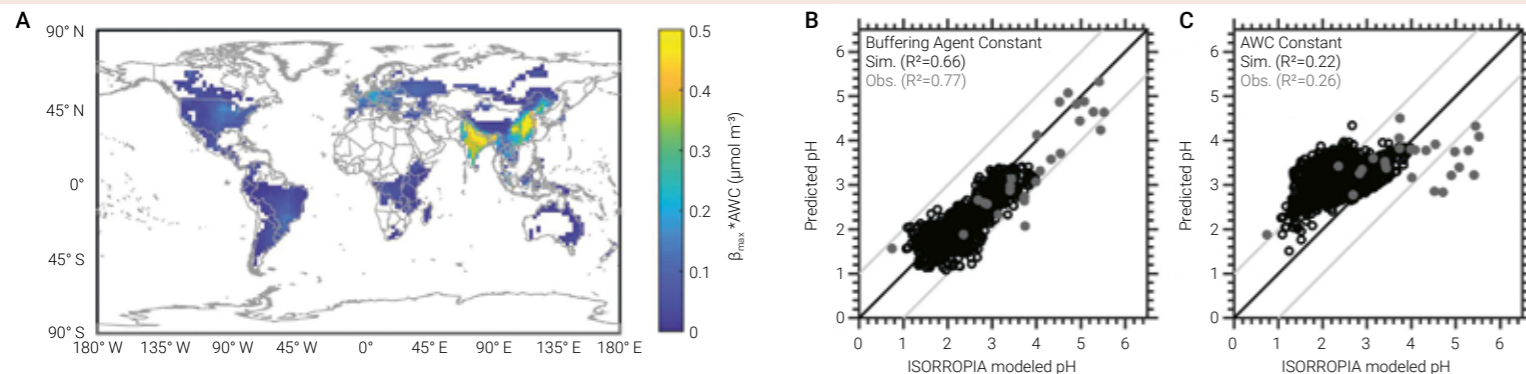 A
90° N
45° N
0°
45° S
90° S
180° W 135° W 90° W 45° W 0° 45° E 90° E 135° E 180° E
0.5
0.4
0.3
0.2
0.1
0
βmax *AWC (μmol m⁻³)
B
Buffering Agent Constant
Sim. (R²=0.66)
Obs. (R²=0.77)
6
5
4
3
2
1
0
Predicted pH
0 1 2 3 4 5 6
ISORROPIA modeled pH
C
AWC Constant
Sim. (R²=0.22)
Obs. (R²=0.26)
6
5
4
3
2
1
0
Predicted pH
0 1 2 3 4 5 6
ISORROPIA modeled pH